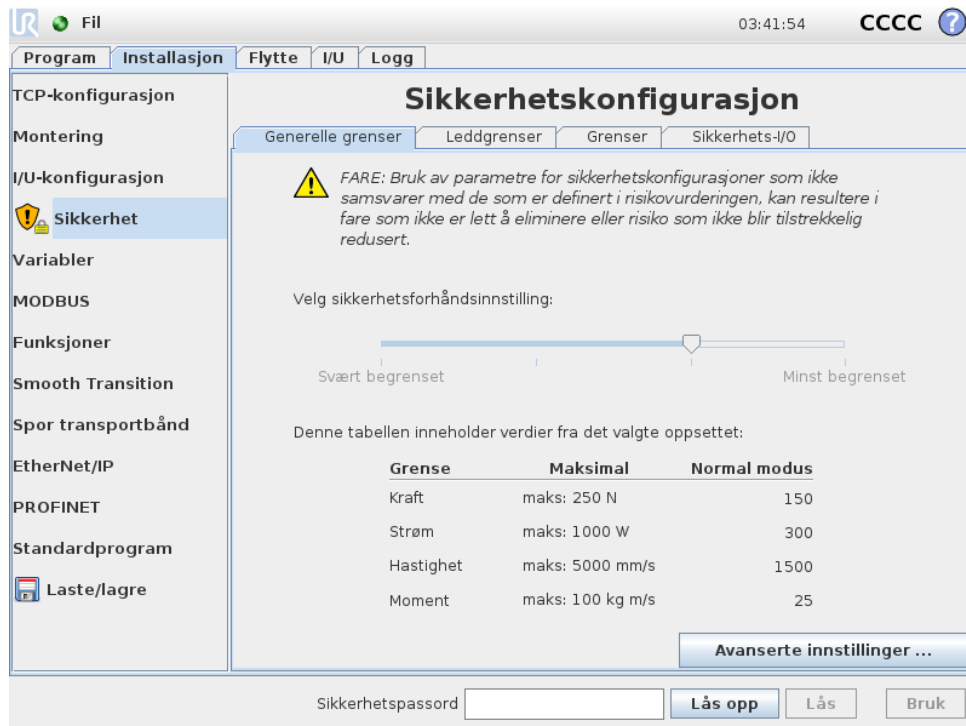 UR Fil 03:41:54 CCCC ?
Program Installasjon Flytte I/U Logg
TCP-konfigurasjon
Montering
I/U-konfigurasjon
Sikkerhet
Variabler
MODBUS
Funksjoner
Smooth Transition
Spor transportbånd
EtherNet/IP
PROFINET
Standardprogram
Laste/lagre
Sikkerhetskonfigurasjon
Generelle grenser Leddgrenser Grenser Sikkerhets-I/O
FARE: Bruk av parametre for sikkerhetskonfigurasjoner som ikke
samsvarer med de som er definert i risikovurderingen, kan resultere i
fare som ikke er lett å eliminere eller risiko som ikke blir tilstrekkelig
redusert.
Velg sikkerhetsforhåndsinnstilling:
Svært begrenset Minst begrenset
Denne tabellen inneholder verdier fra det valgte oppsettet:
Grense Maksimal Normal modus
Kraft maks: 250 N 150
Strøm maks: 1000 W 300
Hastighet maks: 5000 mm/s 1500
Moment maks: 100 kg m/s 25
Avanserte innstillinger ...
Sikkerhetspassord Lås opp Lås Bruk